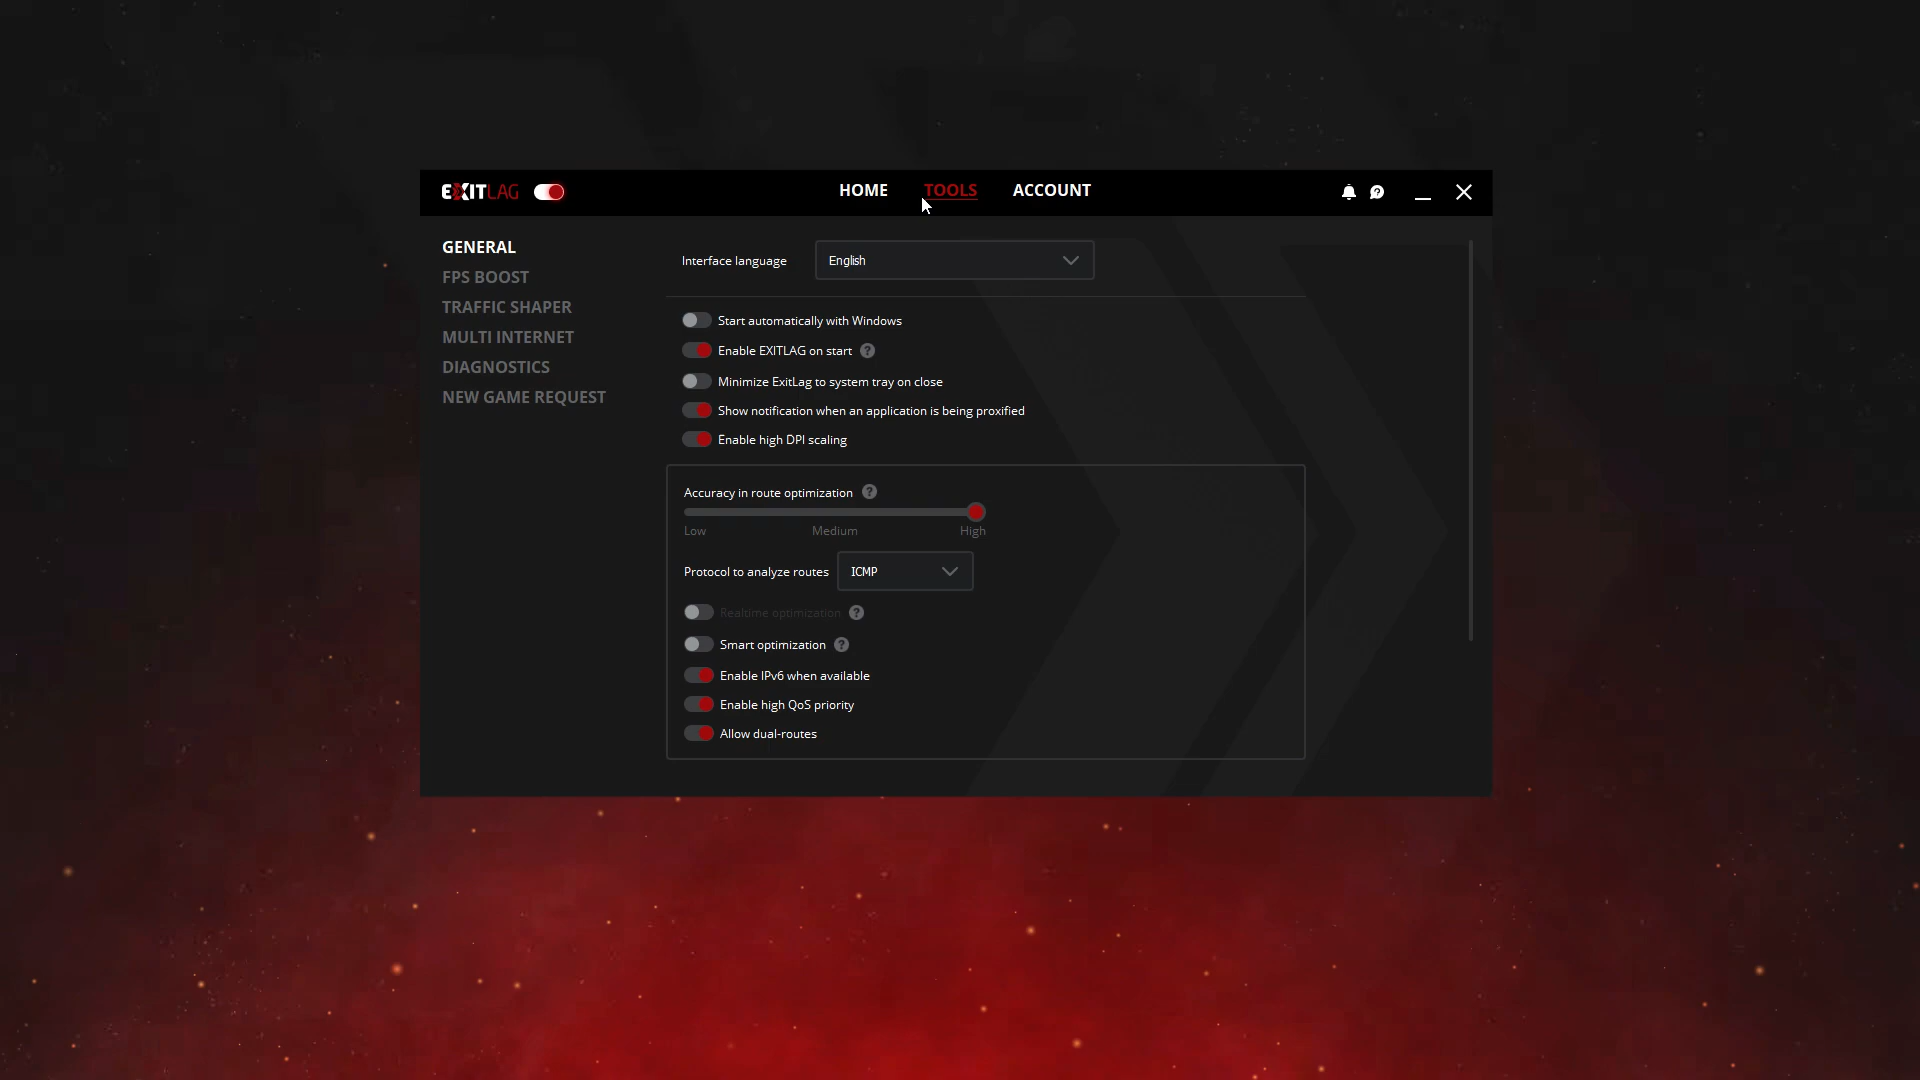 EXITLAG
HOME
TOOLS
ACCOUNT
GENERAL
FPS BOOST
TRAFFIC SHAPER
MULTI INTERNET
DIAGNOSTICS
NEW GAME REQUEST
Interface language
English
Start automatically with Windows
Enable EXITLAG on start ?
Minimize ExitLag to system tray on close
Show notification when an application is being proxified
Enable high DPI scaling
Accuracy in route optimization ?
Low
Medium
High
Protocol to analyze routes
ICMP
Realtime optimization ?
Smart optimization ?
Enable IPv6 when available
Enable high QoS priority
Allow dual-routes